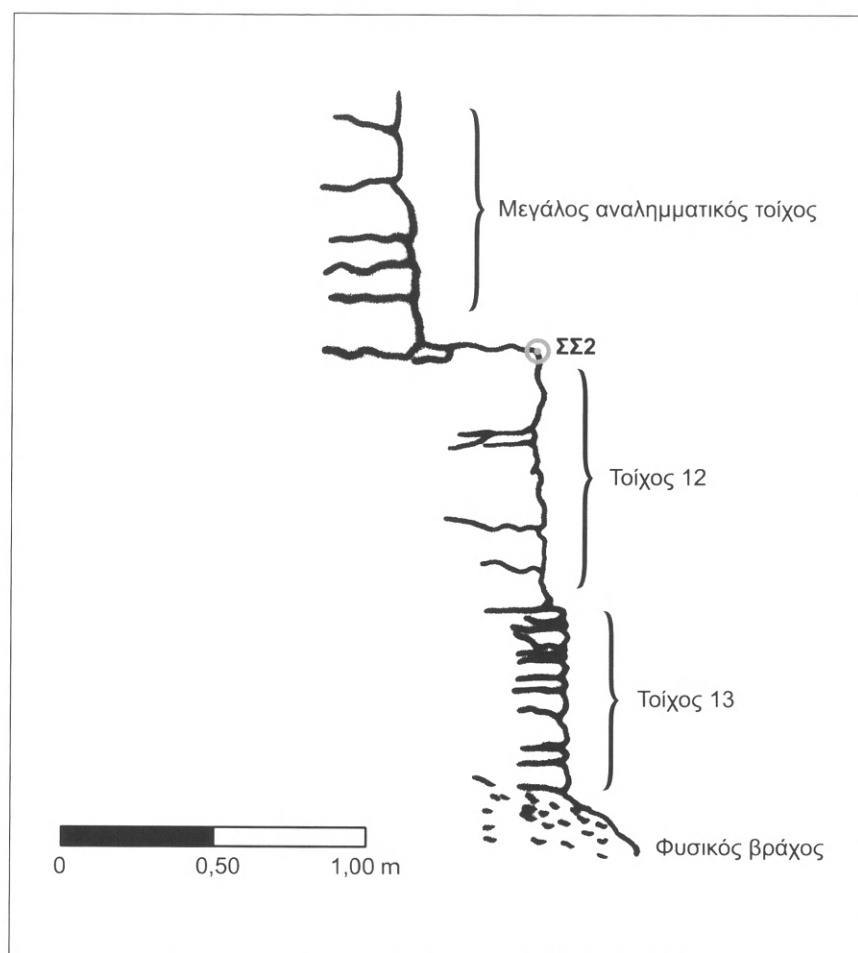 Μεγάλος αναλημματικός τοίχος
ΣΣ2
Τοίχος 12
Τοίχος 13
Φυσικός βράχος
0 0,50 1,00 m